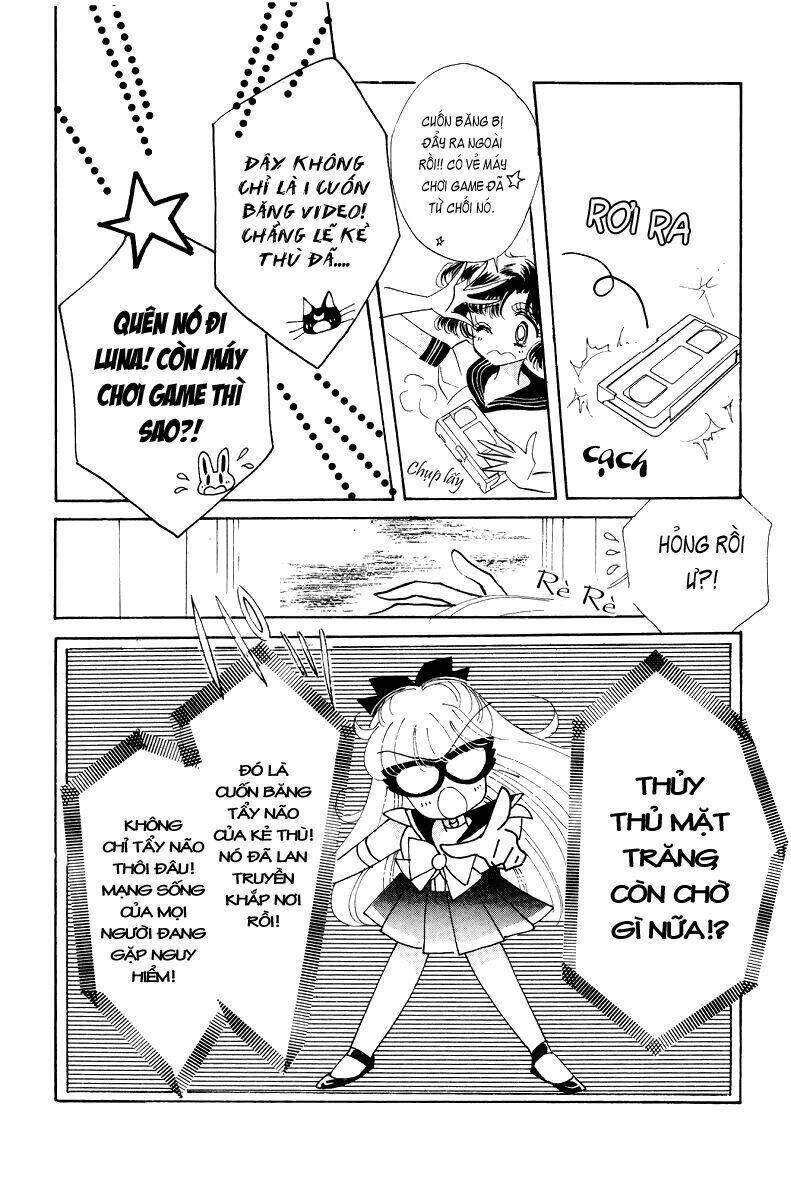 RƠI RA
cạch
CUỐN BĂNG BỊ
ĐẨY RA NGOÀI
RỒI!! CÓ VẺ MÁY
CHƠI GAME ĐÃ
TỪ CHỐI NÓ.
Chụp lấy
ĐÂY KHÔNG
CHỈ LÀ 1 CUỐN
BĂNG VIDEO!
CHẲNG LẼ KẺ
THÙ ĐÃ....
QUÊN NÓ ĐI
LUNA! CÒN MÁY
CHƠI GAME THÌ
SAO?!
HỎNG RỒI
Ư?!
Rè Rè
THỦY
THỦ MẶT
TRĂNG,
CÒN CHỜ
GÌ NỮA!?
ĐÓ LÀ
CUỐN BĂNG
TẨY NÃO
CỦA KẺ THÙ!
NÓ ĐÃ LAN
TRUYỀN
KHẮP NƠI
RỒI!
KHÔNG
CHỈ TẨY NÃO
THÔI ĐÂU!
MẠNG SỐNG
CỦA MỌI
NGƯỜI ĐANG
GẶP NGUY
HIỂM!